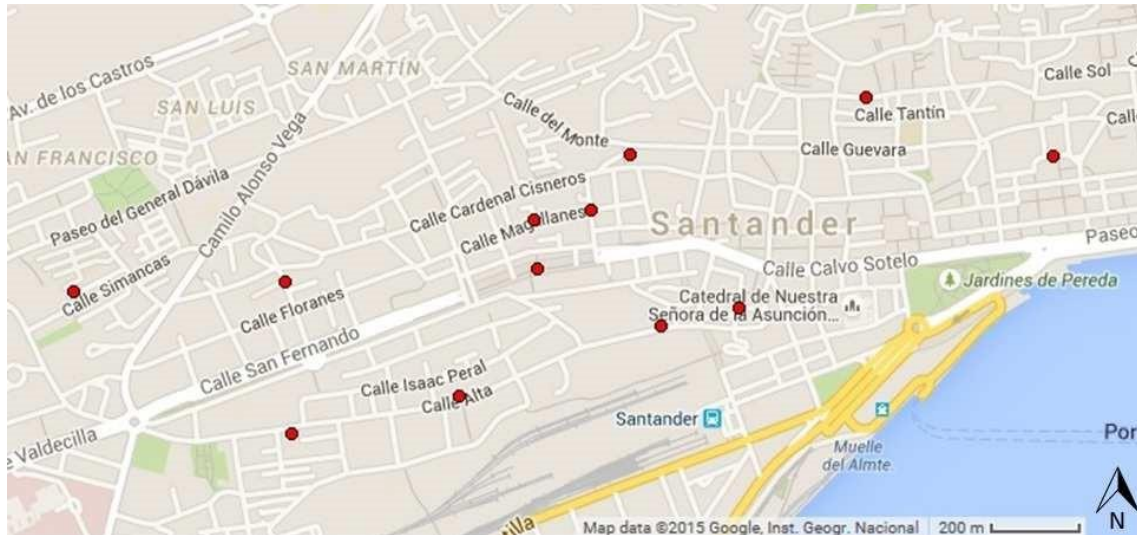 SAN MARTÍN
Av. de los Castros
SAN LUIS
Calle Sol
Calle Tantín
Calle del Monte
Calle Guevara
AN FRANCISCO
Camillo Alonso Vega
Paseo del General Dávila
Calle Cardenal Cisneros
Calle Magallanes
Santander
Paseo
Calle Calvo Sotelo
Jardines de Pereda
Calle Simancas
Calle Floranes
Catedral de Nuestra
Señora de la Asunción...
Calle San Fernando
Calle Isaac Peral
Calle Alta
Santander
Valdecilla
Muelle
del Almte.
Por
N
Map data ©2015 Google, Inst. Geogr. Nacional
200 m